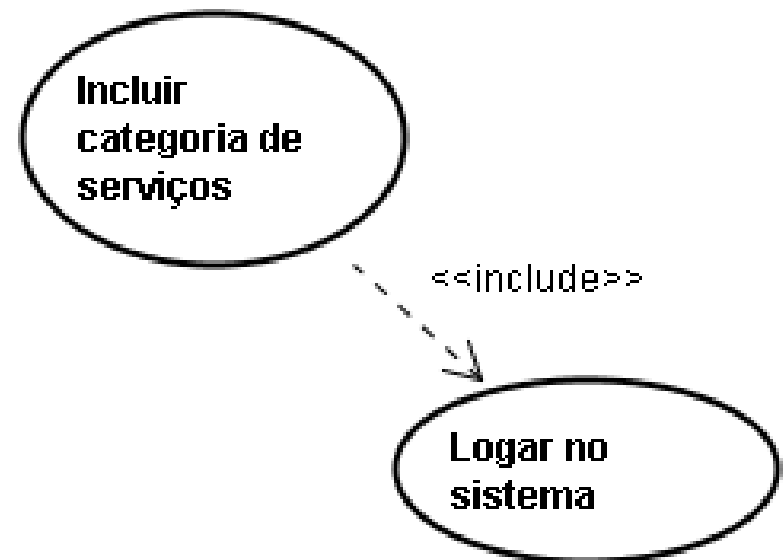 Incluir
categoria de
serviços
<<include>>
Logar no
sistema